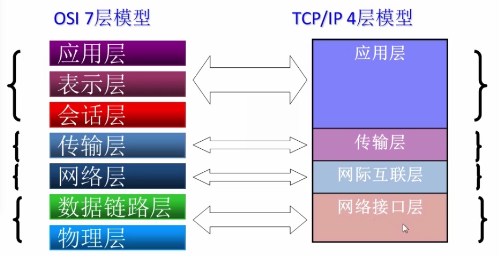 OSI 7层模型
TCP/IP 4层模型
应用层
表示层
会话层
传输层
网络层
数据链路层
物理层
应用层
传输层
网际互联层
网络接口层